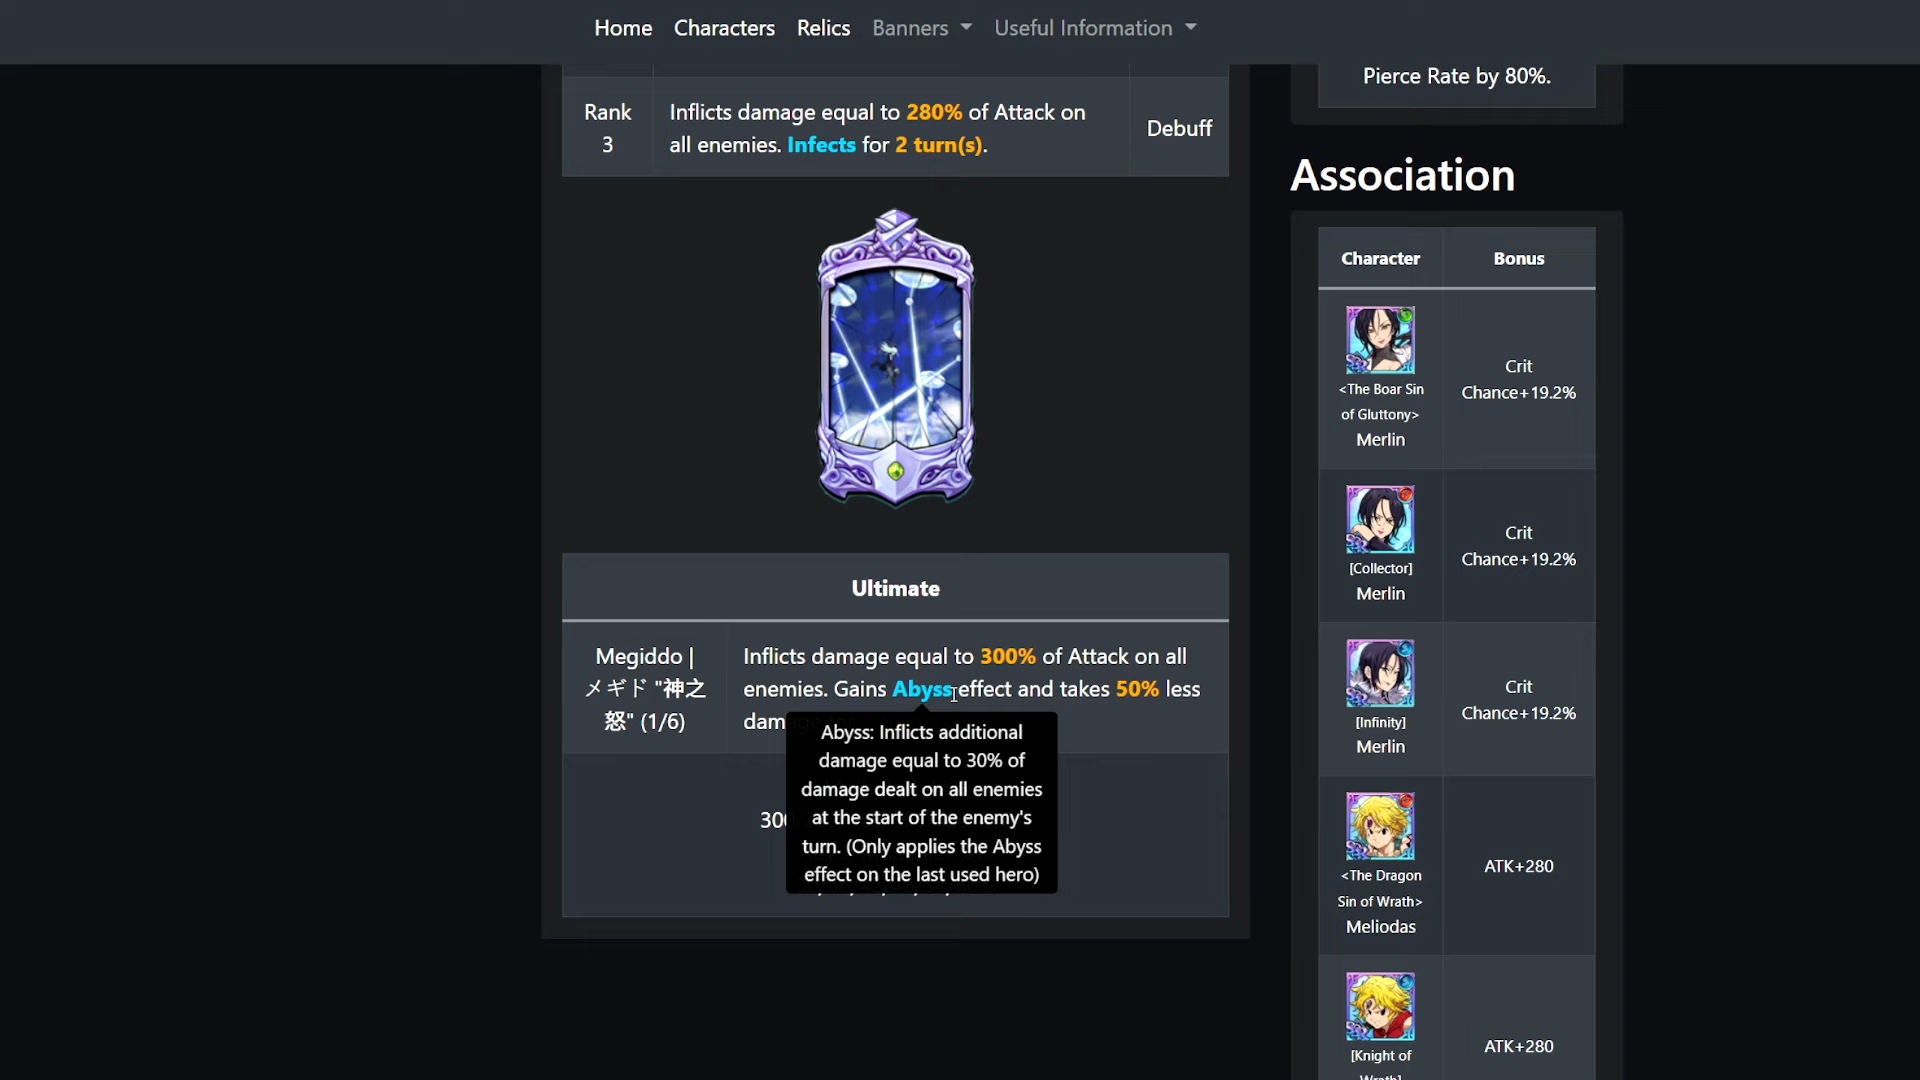 Home Characters Relics Banners Useful Information
Rank
3
Inflicts damage equal to 280% of Attack on
all enemies. Infects for 2 turn(s).
Debuff
Ultimate
Megiddo |
メギド "神之
怒" (1/6)
Inflicts damage equal to 300% of Attack on all
enemies. Gains Abyss effect and takes 50% less
Abyss: Inflicts additional
damage equal to 30% of
damage dealt on all enemies
at the start of the enemy's
turn. (Only applies the Abyss
effect on the last used hero)
Pierce Rate by 80%.
Association
Character Bonus
<The Boar Sin
of Gluttony>
Merlin
Crit
Chance+19.2%
[Collector]
Merlin
Crit
Chance+19.2%
[Infinity]
Merlin
Crit
Chance+19.2%
<The Dragon
Sin of Wrath>
Meliodas
ATK+280
[Knight of
ATK+280